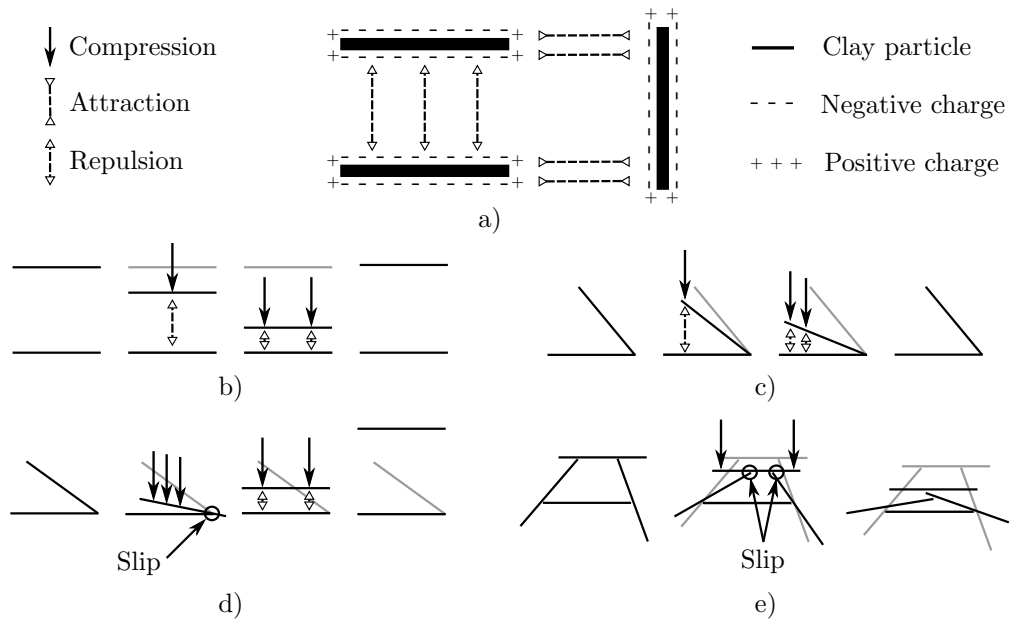 Compression
Attraction
Repulsion
Clay particle
- - - Negative charge
+ + + Positive charge
a)
b)
c)
Slip
d)
Slip
e)